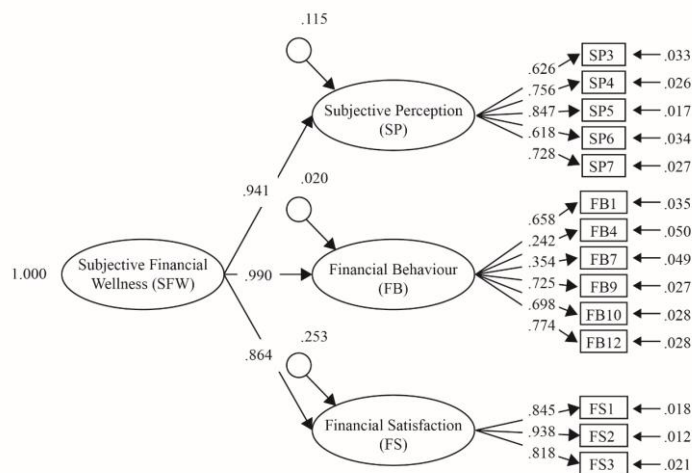 .115
.626
SP3
.033
.756
SP4
.026
Subjective Perception
(SP)
.847
SP5
.017
.618
SP6
.034
.728
SP7
.027
.941
.020
.658
FB1
.035
.242
FB4
.050
1.000
Subjective Financial
Wellness (SFW)
.990
Financial Behaviour
(FB)
.354
FB7
.049
.725
FB9
.027
.698
FB10
.028
.774
FB12
.028
.864
.253
.845
FS1
.018
Financial Satisfaction
(FS)
.938
FS2
.012
.818
FS3
.021